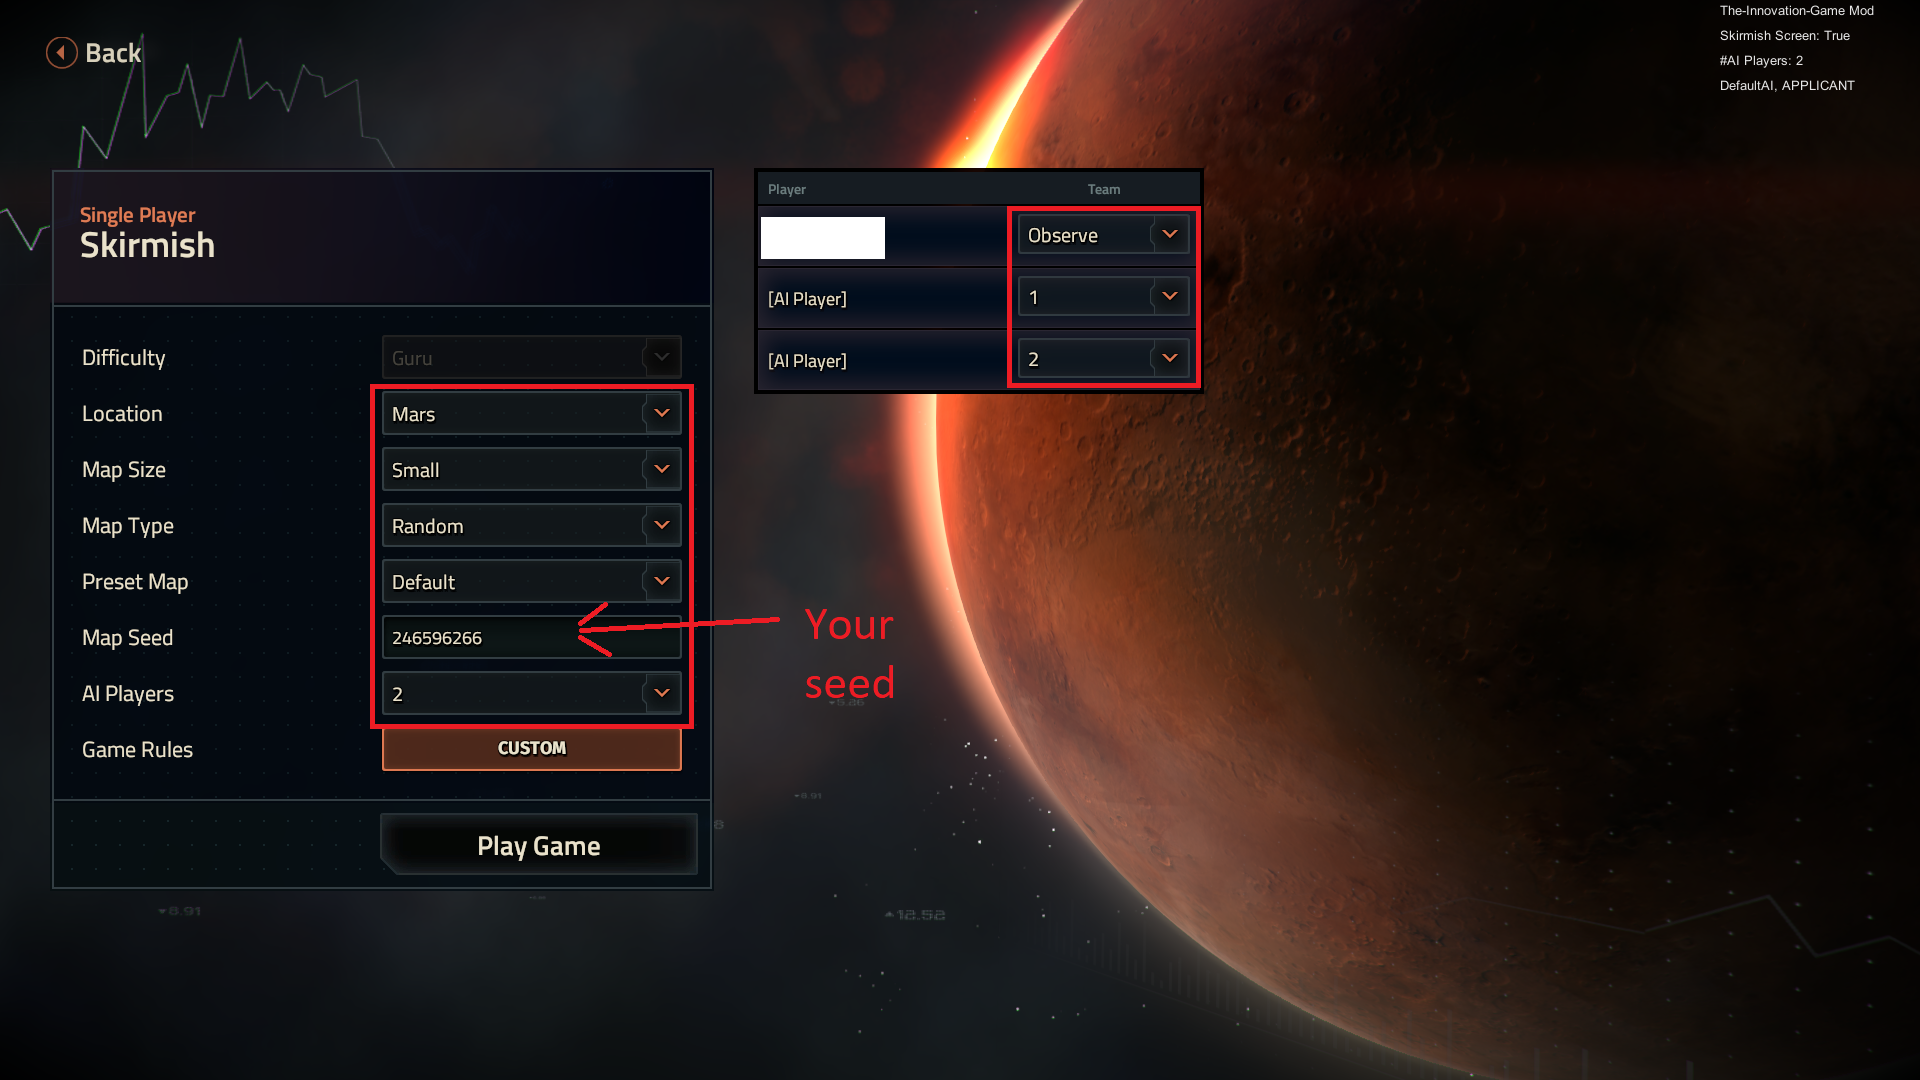 Back
The-Innovation-Game Mod
Skirmish Screen: True
#AI Players: 2
DefaultAI, APPLICANT
Single Player
Skirmish
Difficulty Guru
Location Mars
Map Size Small
Map Type Random
Preset Map Default
Map Seed 246596266
AI Players 2
Game Rules CUSTOM
Play Game
Player Team
Observe
[AI Player] 1
[AI Player] 2
Your
seed
▾8.91
▾8.91
▴12.52